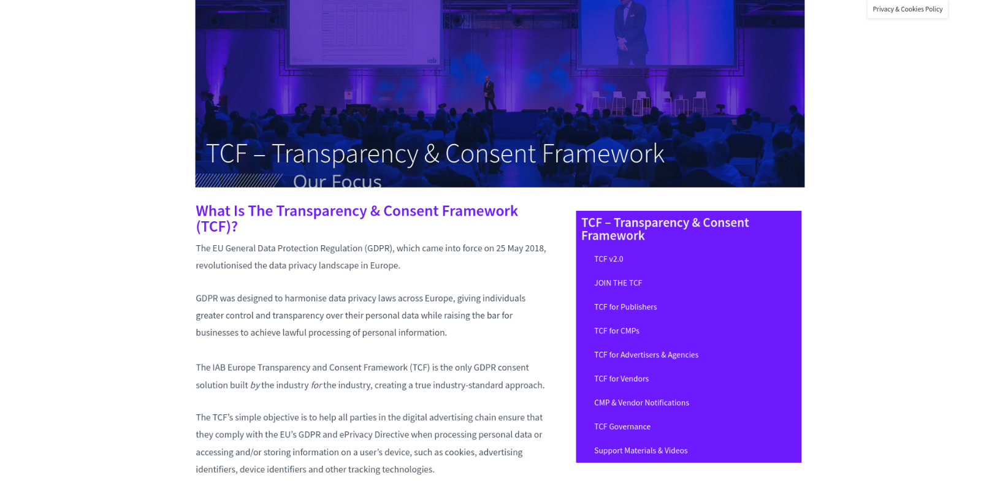 Privacy & Cookies Policy
iab
TCF – Transparency & Consent Framework
Our Focus
What Is The Transparency & Consent Framework
(TCF)?
The EU General Data Protection Regulation (GDPR), which came into force on 25 May 2018,
revolutionised the data privacy landscape in Europe.
GDPR was designed to harmonise data privacy laws across Europe, giving individuals
greater control and transparency over their personal data while raising the bar for
businesses to achieve lawful processing of personal information.
The IAB Europe Transparency and Consent Framework (TCF) is the only GDPR consent
solution built by the industry for the industry, creating a true industry-standard approach.
The TCF’s simple objective is to help all parties in the digital advertising chain ensure that
they comply with the EU’s GDPR and ePrivacy Directive when processing personal data or
accessing and/or storing information on a user’s device, such as cookies, advertising
identifiers, device identifiers and other tracking technologies.
TCF – Transparency & Consent
Framework
TCF v2.0
JOIN THE TCF
TCF for Publishers
TCF for CMPs
TCF for Advertisers & Agencies
TCF for Vendors
CMP & Vendor Notifications
TCF Governance
Support Materials & Videos